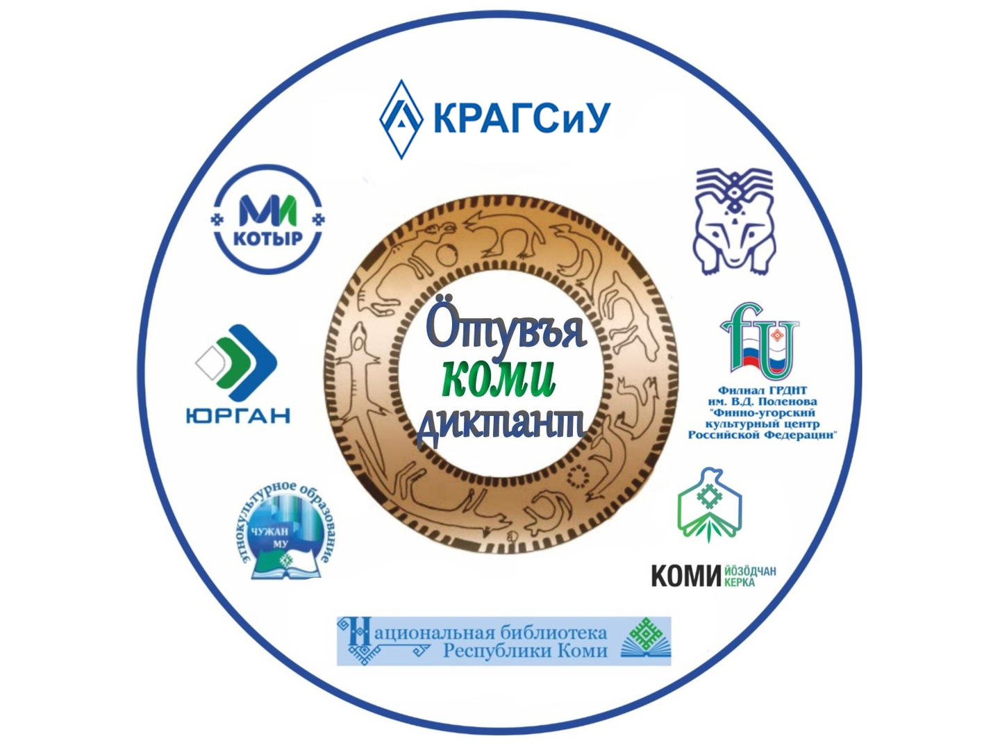 КРАГСиУ
МИ
КОТЫР
Ӧтувъя
коми
диктант
ЮРГАН
fU
Филиал ГРДНТ
им. В.Д. Поленова
"Финно-угорский
культурный центр
Российской Федерации"
этнокультурное образование
ЧУЖАН
МУ
КОМИ ЙӦЗӦДЧАН
КЕРКА
Национальная библиотека
Республики Коми